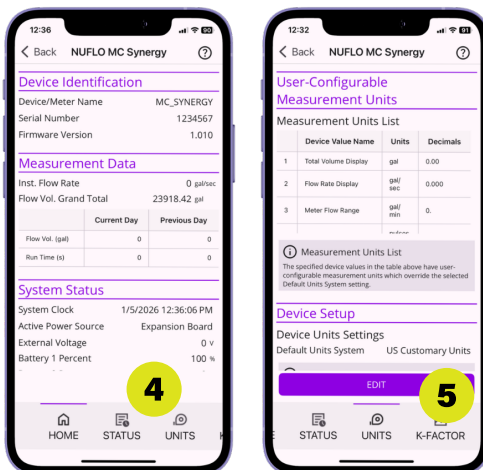 12:36
90
Back NUFLO MC Synergy ?
Device Identification
Device/Meter Name MC_SYNERGY
Serial Number 1234567
Firmware Version 1.010
Measurement Data
Inst. Flow Rate 0 gal/sec
Flow Vol. Grand Total 23918.42 gal
Current Day Previous Day
Flow Vol. (gal) 0 0
Run Time (s) 0 0
System Status
System Clock 1/5/2026 12:36:06 PM
Active Power Source Expansion Board
External Voltage 0 v
Battery 1 Percent 100 %
4
HOME STATUS UNITS
12:32
91
Back NUFLO MC Synergy ?
User-Configurable
Measurement Units
Measurement Units List
Device Value Name Units Decimals
1 Total Volume Display gal 0.00
2 Flow Rate Display gal/
sec 0.000
3 Meter Flow Range gal/
min 0.
i Measurement Units List
The specified device values in the table above have user-
configurable measurement units which override the selected
Default Units System setting.
Device Setup
Device Units Settings
Default Units System US Customary Units
EDIT
5
STATUS UNITS K-FACTOR